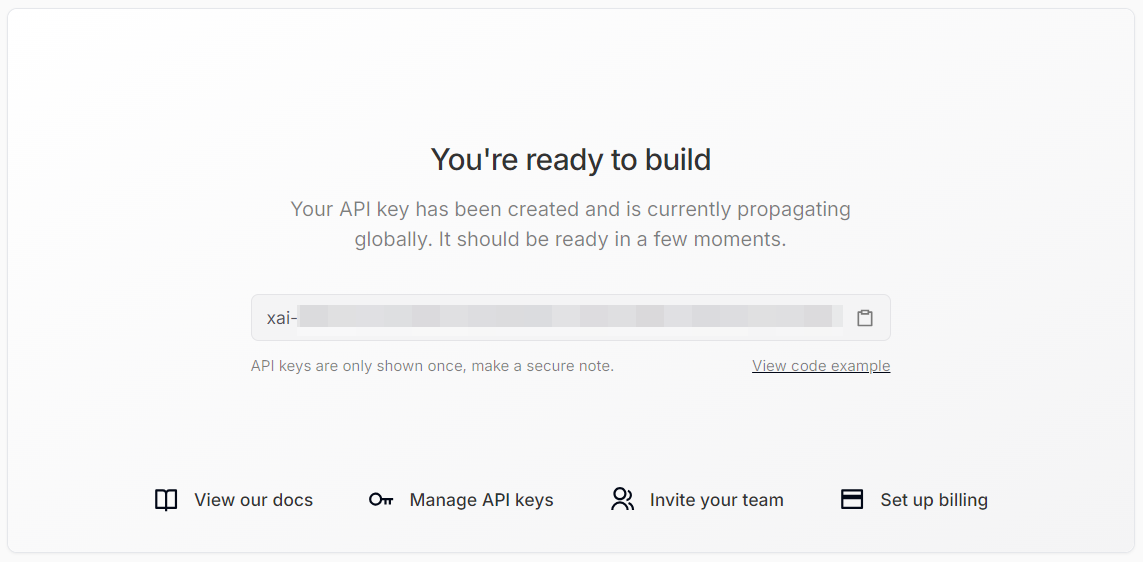 You're ready to build
Your API key has been created and is currently propagating
globally. It should be ready in a few moments.
xai-
API keys are only shown once, make a secure note.
View code example
View our docs
Manage API keys
Invite your team
Set up billing